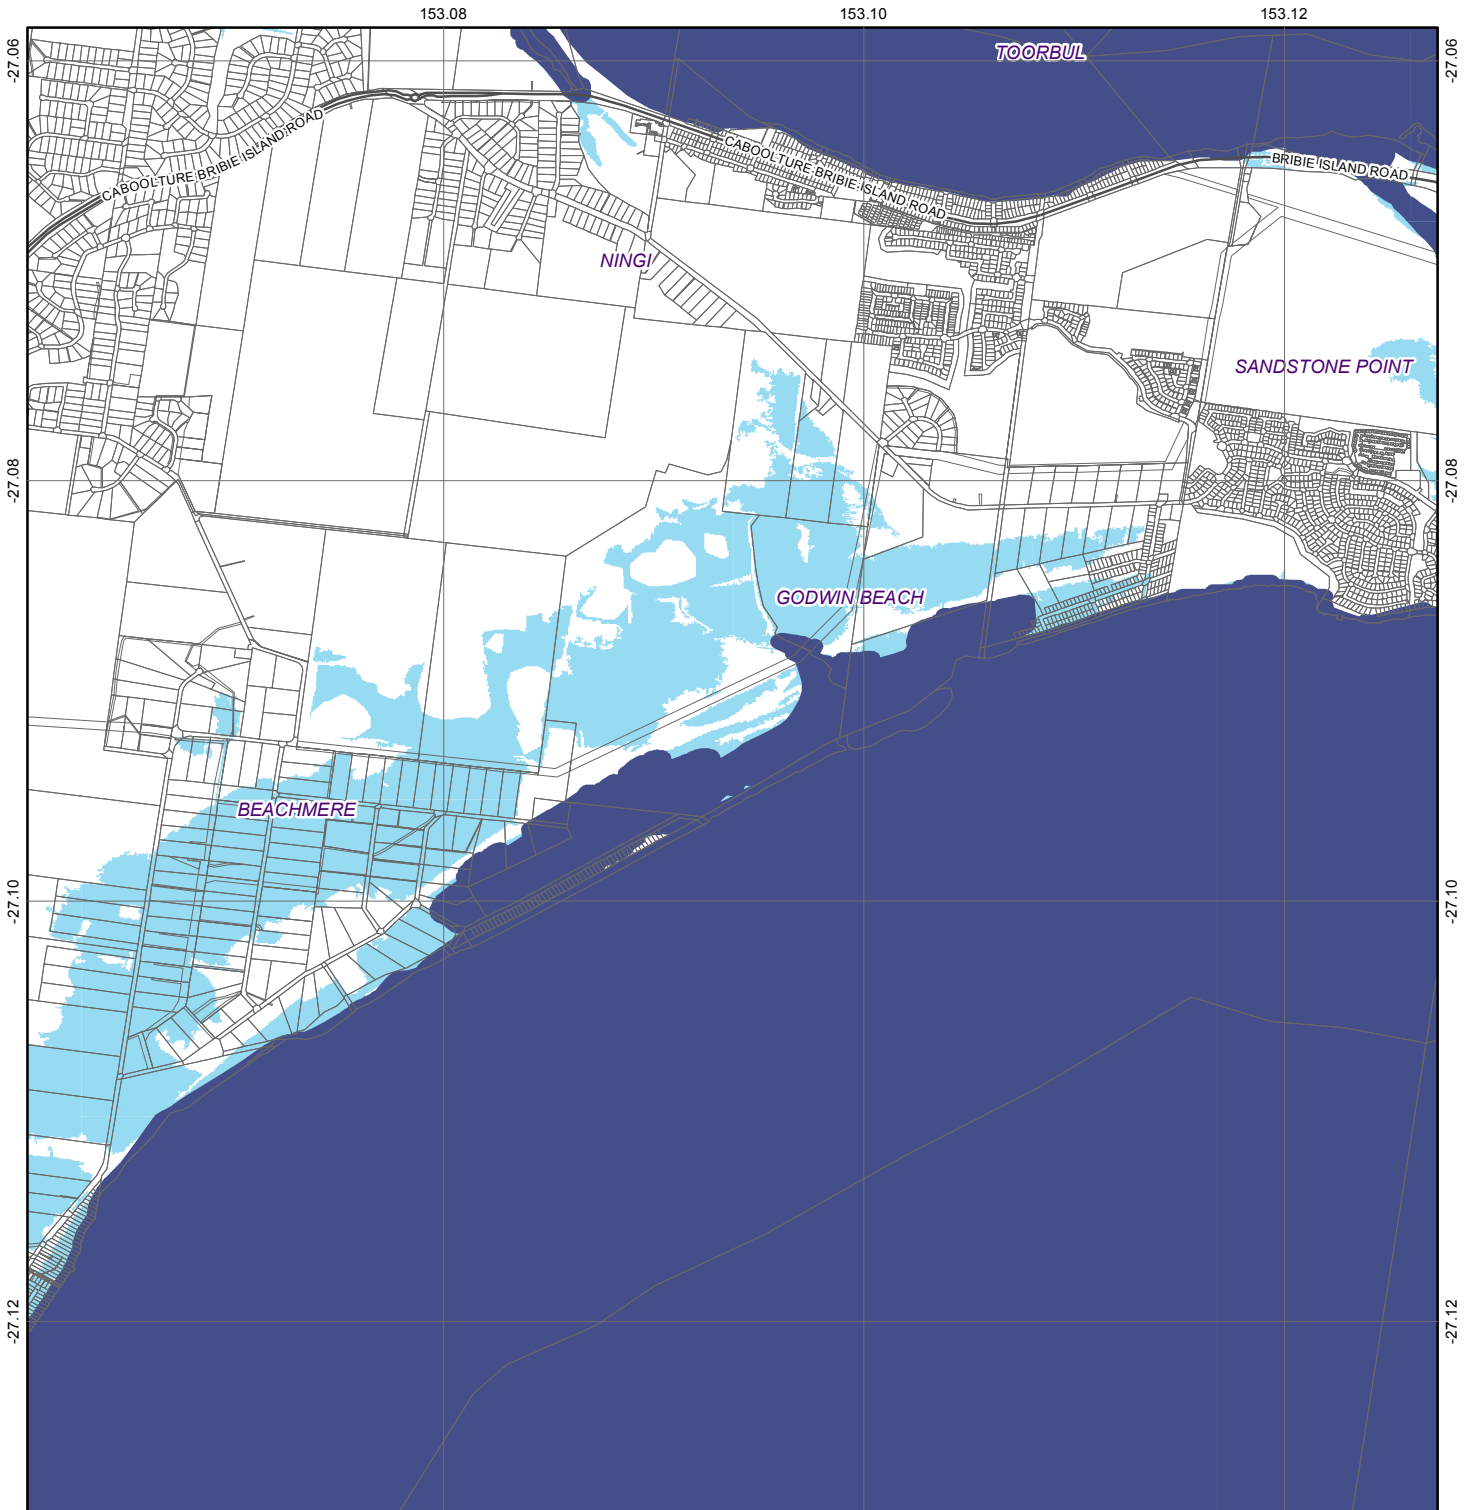 153.08
153.10
153.12
-27.06
-27.06
TOORBUL
CABOOLTURE BRIBIE ISLAND ROAD
CABOOLTURE BRIBIE ISLAND ROAD
BRIBIE ISLAND ROAD
NINGI
SANDSTONE POINT
-27.08
-27.08
GODWIN BEACH
BEACHMERE
-27.10
-27.10
-27.12
-27.12